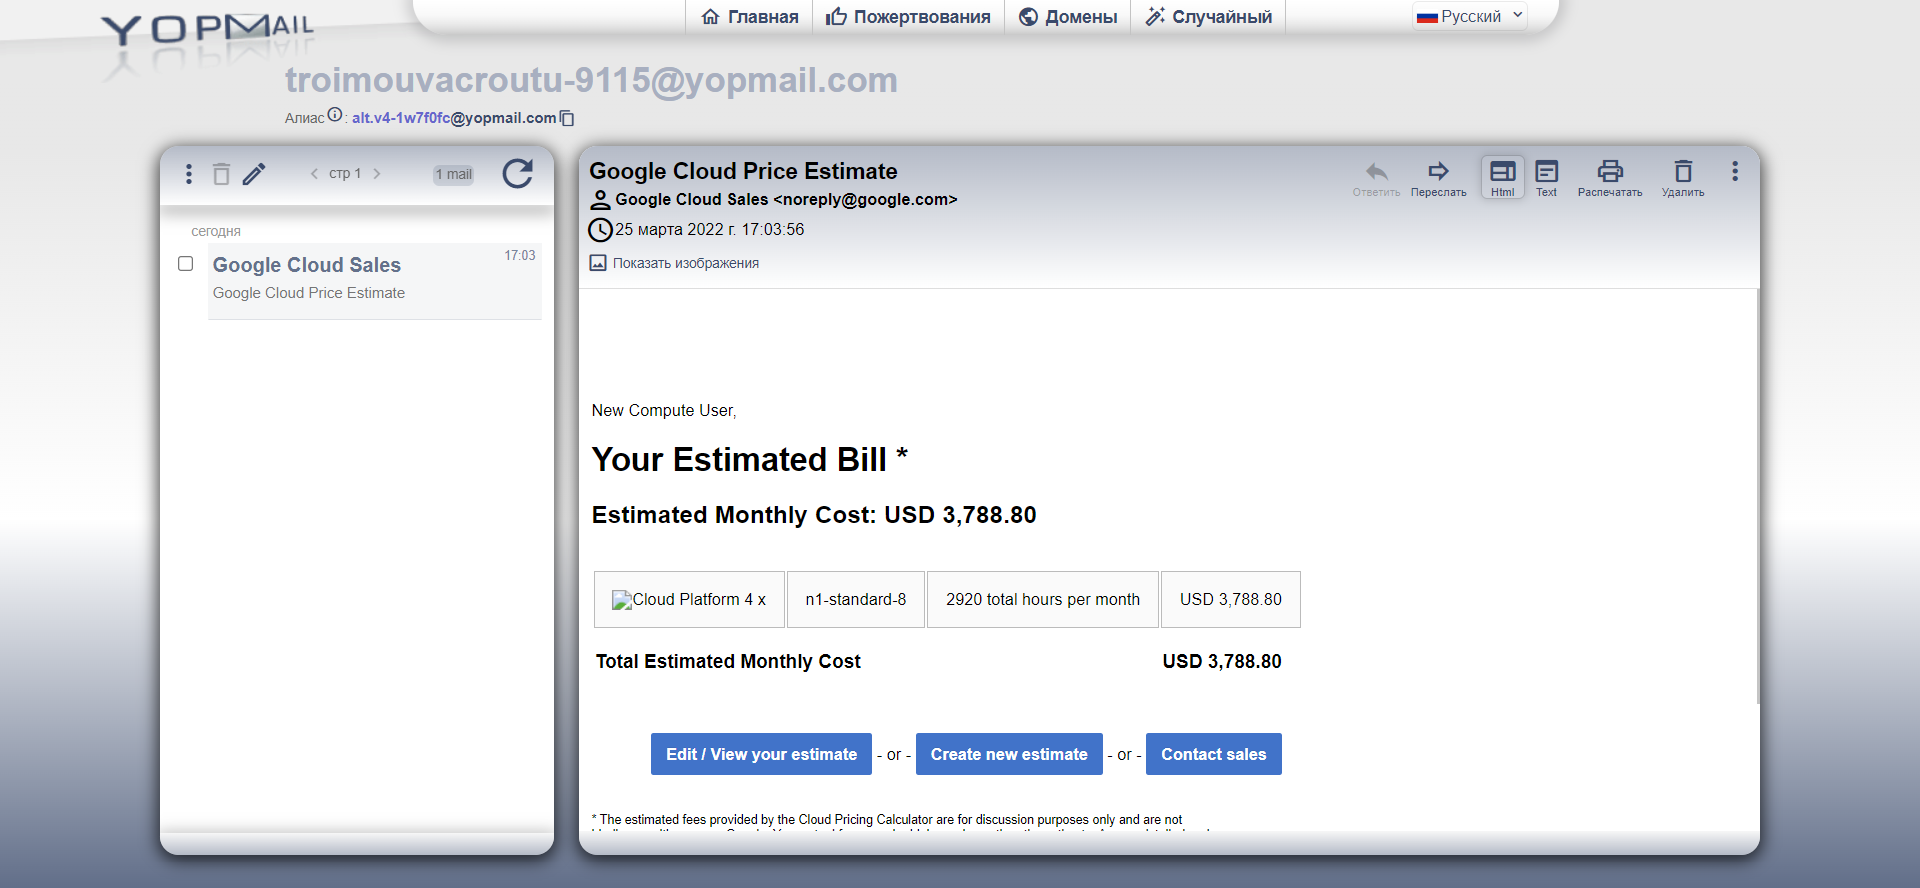 YOPMAIL
Главная Пожертвования Домены Случайный Русский
troimouvacroutu-9115@yopmail.com
Алиас : alt.v4-1w7f0fc@yopmail.com
стр 1 1 mail
сегодня
Google Cloud Sales 17:03
Google Cloud Price Estimate
Google Cloud Price Estimate
Ответить Переслать Html Text Распечатать Удалить
Google Cloud Sales <noreply@google.com>
25 марта 2022 г. 17:03:56
Показать изображения
New Compute User,
Your Estimated Bill *
Estimated Monthly Cost: USD 3,788.80
Cloud Platform 4 x n1-standard-8 2920 total hours per month USD 3,788.80
Total Estimated Monthly Cost USD 3,788.80
Edit / View your estimate - or - Create new estimate - or - Contact sales
* The estimated fees provided by the Cloud Pricing Calculator are for discussion purposes only and are not